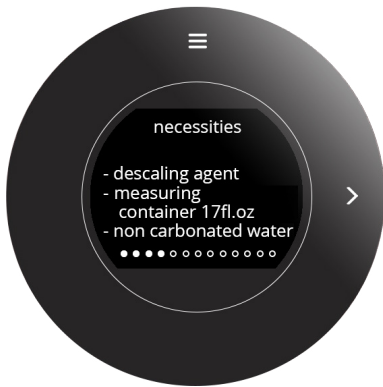 necessities
- descaling agent
- measuring
container 17fl.oz
- non carbonated water